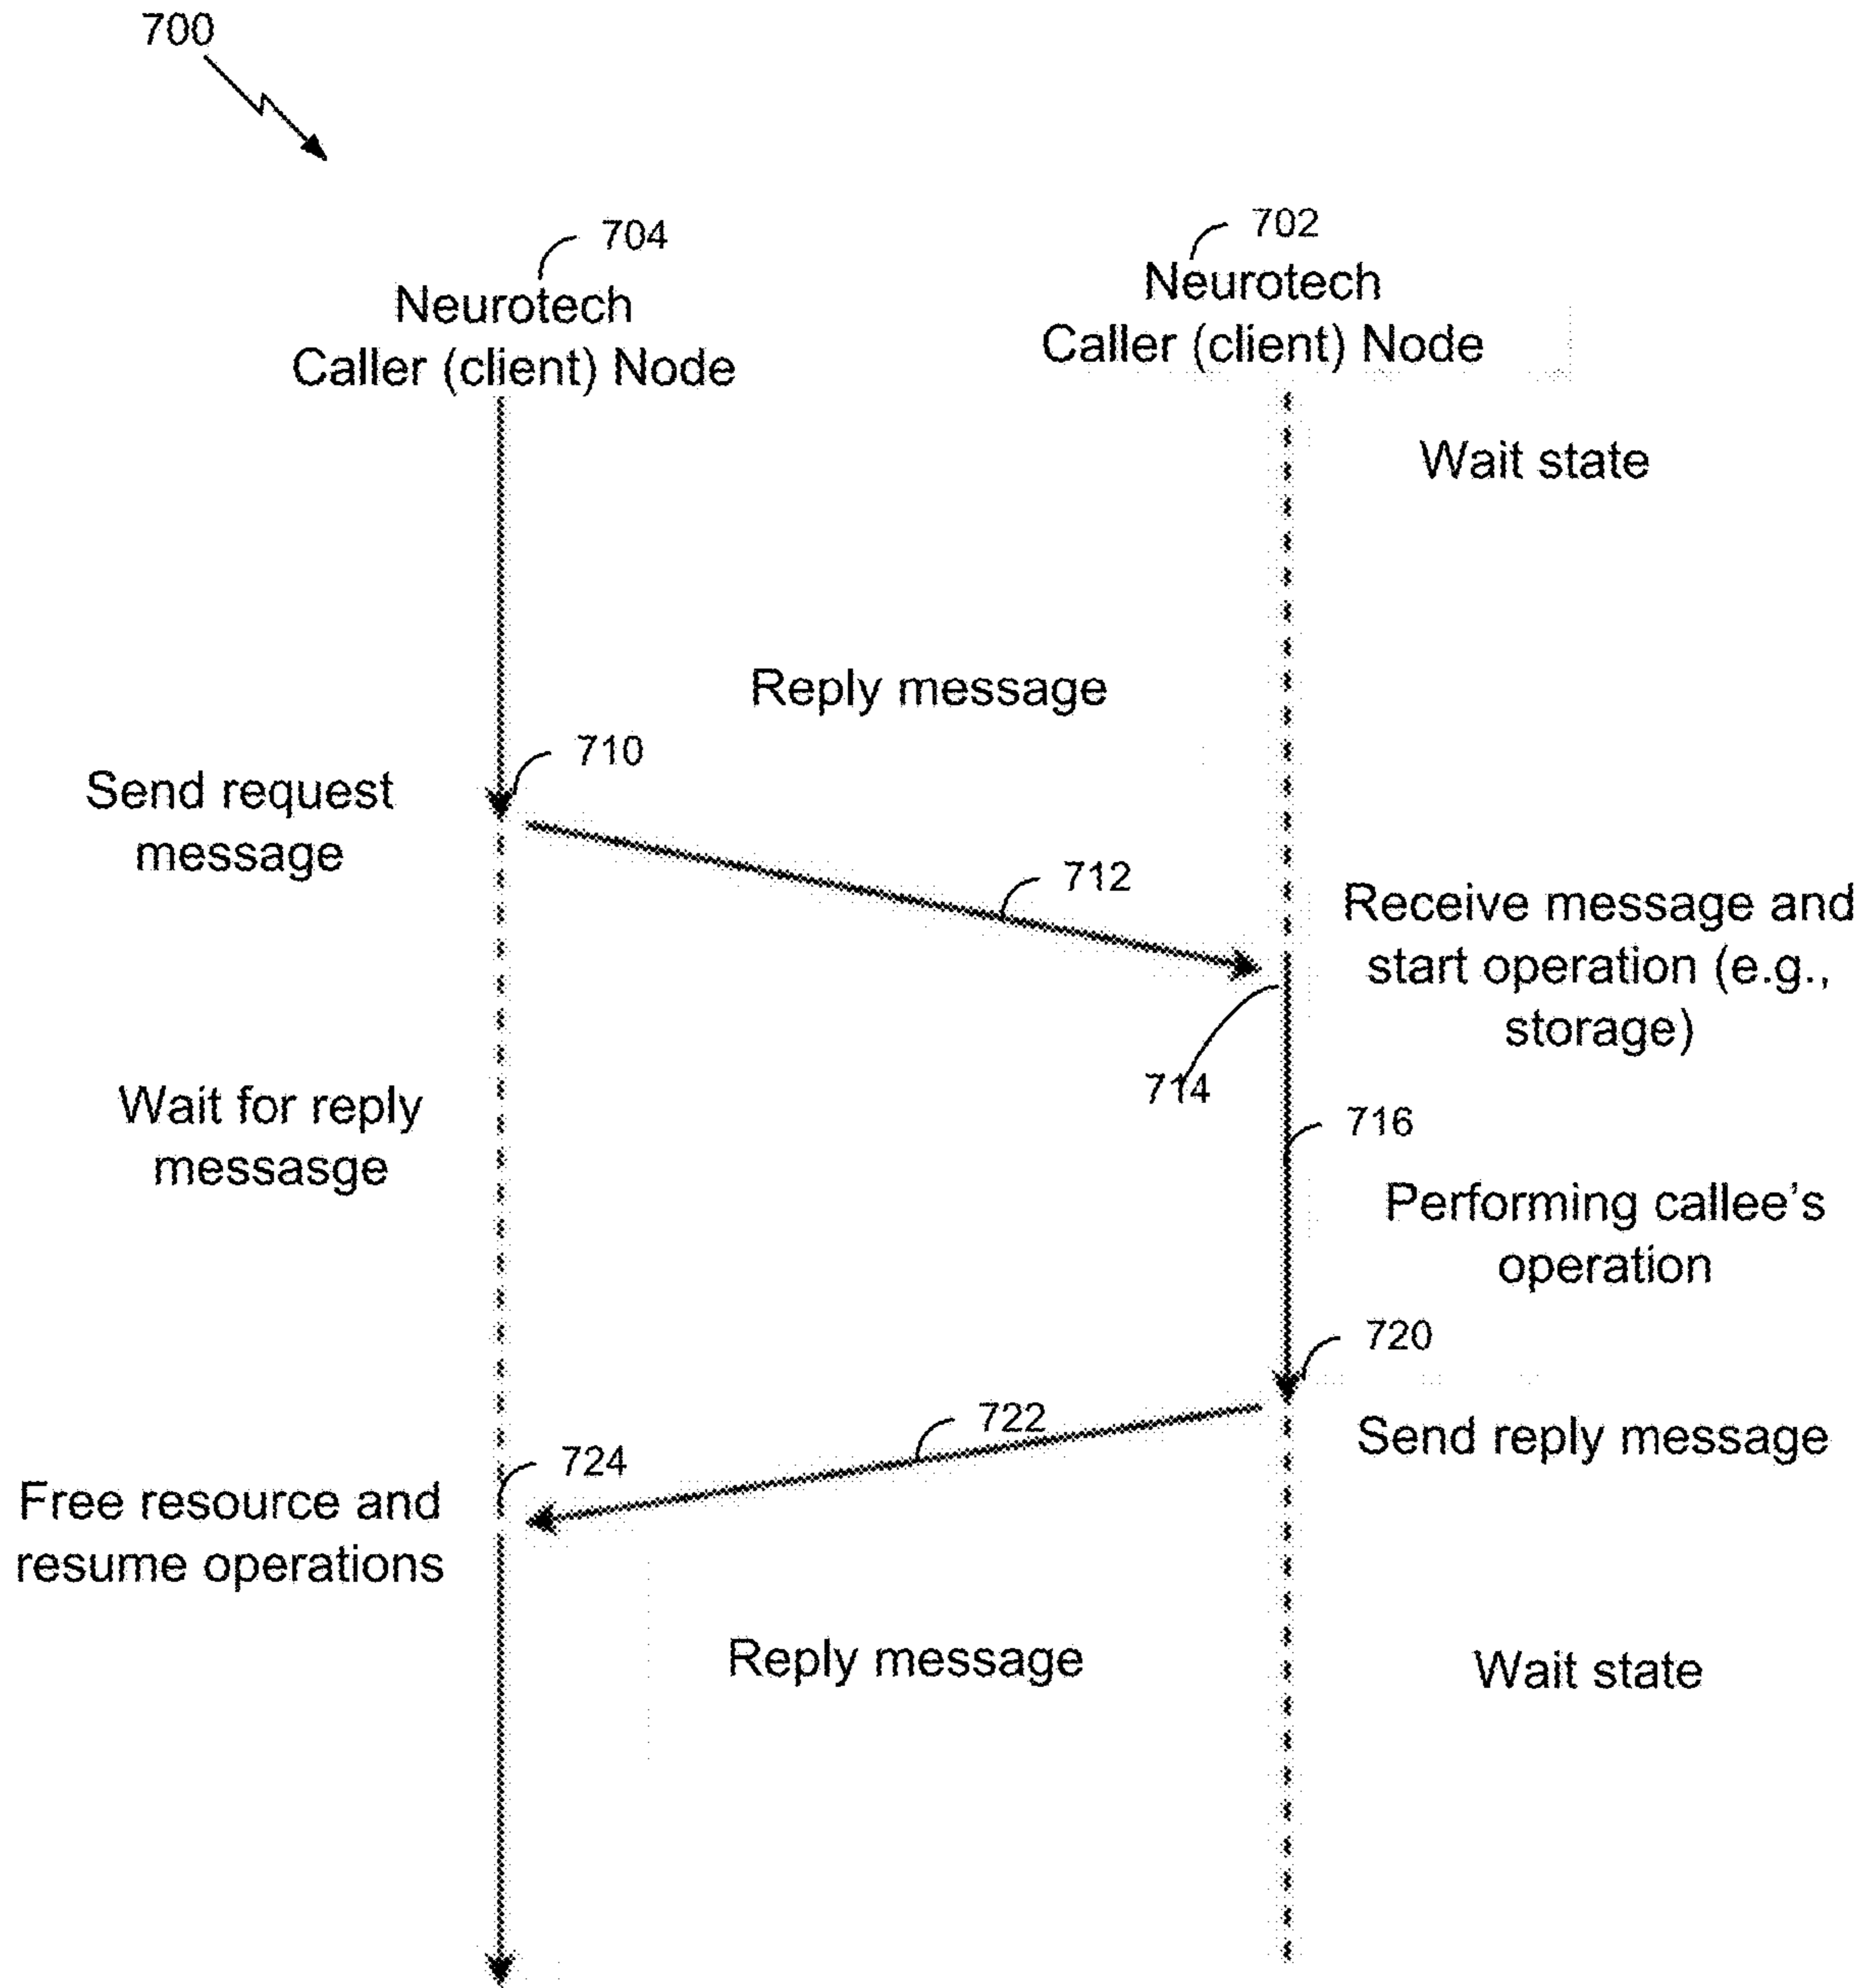 700
704
Neurotech
Caller (client) Node
702
Neurotech
Caller (client) Node
Wait state
Reply message
710
Send request
message
712
Receive message and
start operation (e.g.,
storage)
714
Wait for reply
messasge
716
Performing callee's
operation
720
Send reply message
722
724
Free resource and
resume operations
Reply message
Wait state